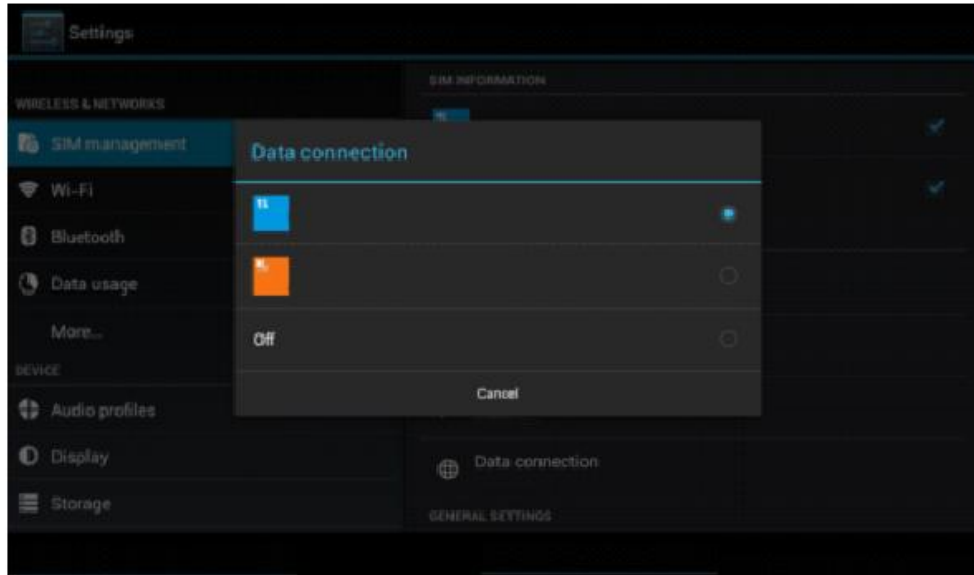 Settings
WIRELESS & NETWORKS
SIM management
Wi-Fi
Bluetooth
Data usage
More...
DEVICE
Audio profiles
Display
Storage
SIM INFORMATION
Data connection
Off
Cancel
Data connection
GENERAL SETTINGS